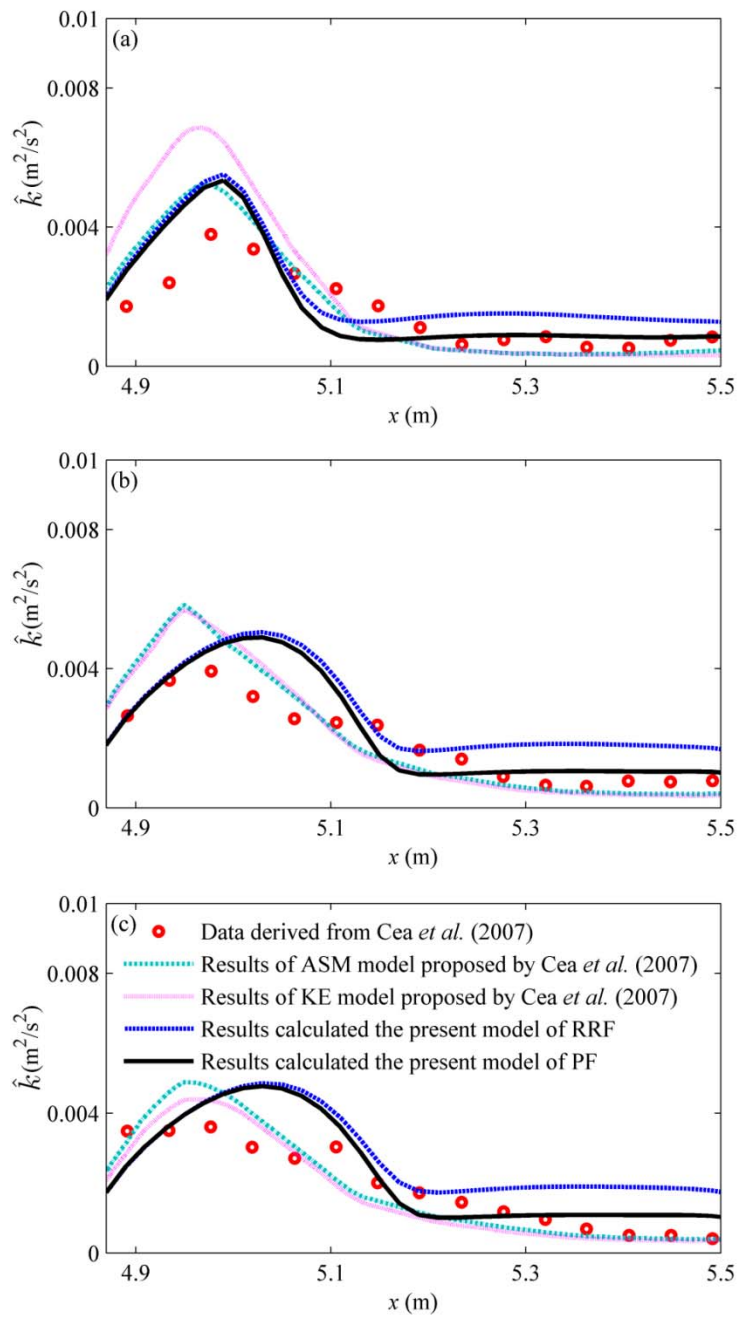 0.01
(a)
0.008
0.004
0
k̂ (m²/s²)
4.9 5.1 5.3 5.5
x (m)
0.01
(b)
0.008
0.004
0
k̂ (m²/s²)
4.9 5.1 5.3 5.5
x (m)
0.01
(c)
Data derived from Cea et al. (2007)
Results of ASM model proposed by Cea et al. (2007)
0.008
Results of KE model proposed by Cea et al. (2007)
Results calculated the present model of RRF
Results calculated the present model of PF
0.004
0
k̂ (m²/s²)
4.9 5.1 5.3 5.5
x (m)